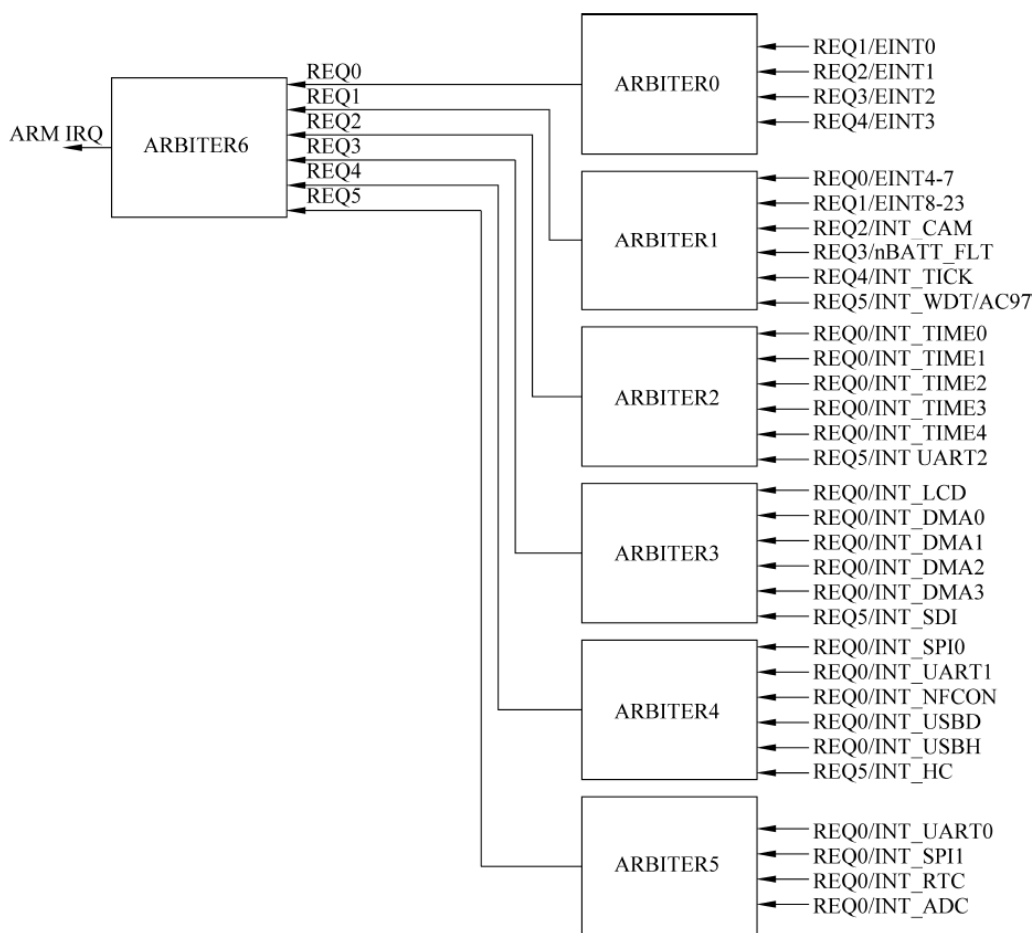 ARM IRQ
ARBITER6
REQ0
REQ1
REQ2
REQ3
REQ4
REQ5
ARBITER0
REQ1/EINT0
REQ2/EINT1
REQ3/EINT2
REQ4/EINT3
ARBITER1
REQ0/EINT4-7
REQ1/EINT8-23
REQ2/INT_CAM
REQ3/nBATT_FLT
REQ4/INT_TICK
REQ5/INT_WDT/AC97
ARBITER2
REQ0/INT_TIME0
REQ0/INT_TIME1
REQ0/INT_TIME2
REQ0/INT_TIME3
REQ0/INT_TIME4
REQ5/INT UART2
ARBITER3
REQ0/INT_LCD
REQ0/INT_DMA0
REQ0/INT_DMA1
REQ0/INT_DMA2
REQ0/INT_DMA3
REQ5/INT_SDI
ARBITER4
REQ0/INT_SPI0
REQ0/INT_UART1
REQ0/INT_NFCON
REQ0/INT_USBD
REQ0/INT_USBH
REQ5/INT_HC
ARBITER5
REQ0/INT_UART0
REQ0/INT_SPI1
REQ0/INT_RTC
REQ0/INT_ADC